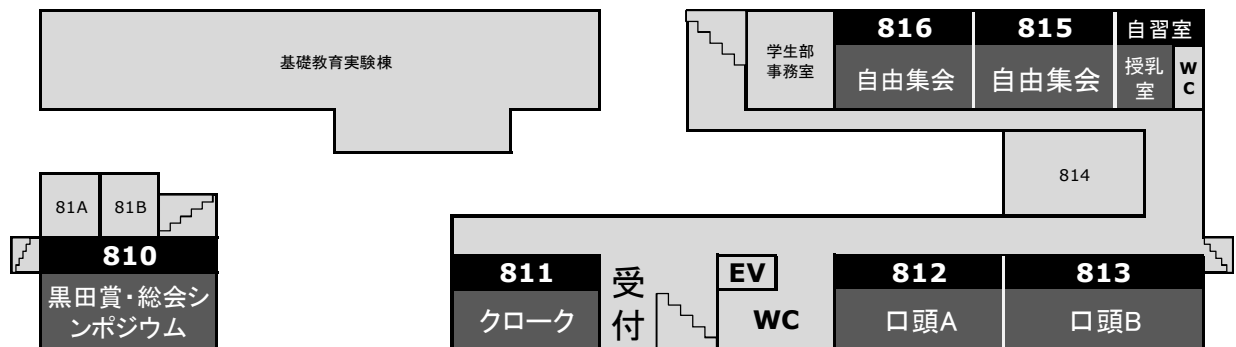 基礎教育実験棟
学生部
事務室
816
自由集会
815
自由集会
自習室
授乳
室
W
C
814
81A
81B
810
黒田賞・総会シ
ンポジウム
811
クローク
受
付
EV
WC
812
口頭A
813
口頭B